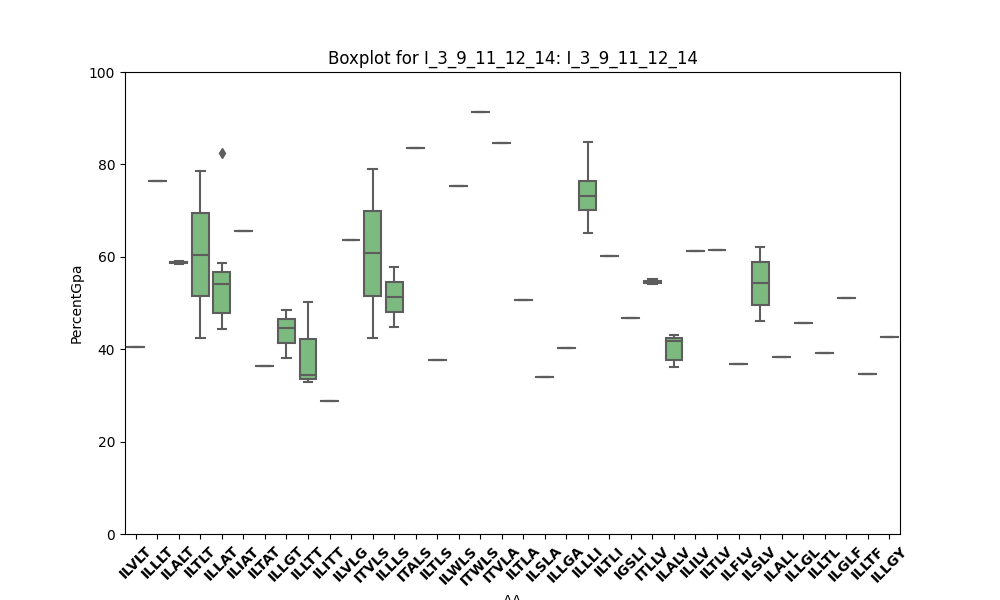 Boxplot for I_3_9_11_12_14: I_3_9_11_12_14
100
80
60
40
20
0
PercentGpa
ILVLT
ILLLT
ILALT
ILTLT
ILLAT
ILIAT
ILTAT
ILLGT
ILLTT
ILITT
ILVLG
ITVLS
ILLLS
ITALS
ILTLS
ILWLS
ITWLS
ITVLA
ILTLA
ILSLA
ILLGA
ILLLI
ILTLI
IGSLI
ITLLV
ILALV
ILILV
ILTLV
ILFLV
ILSLV
ILALL
ILLGL
ILLTL
ILGLF
ILLTF
ILLGY
AA